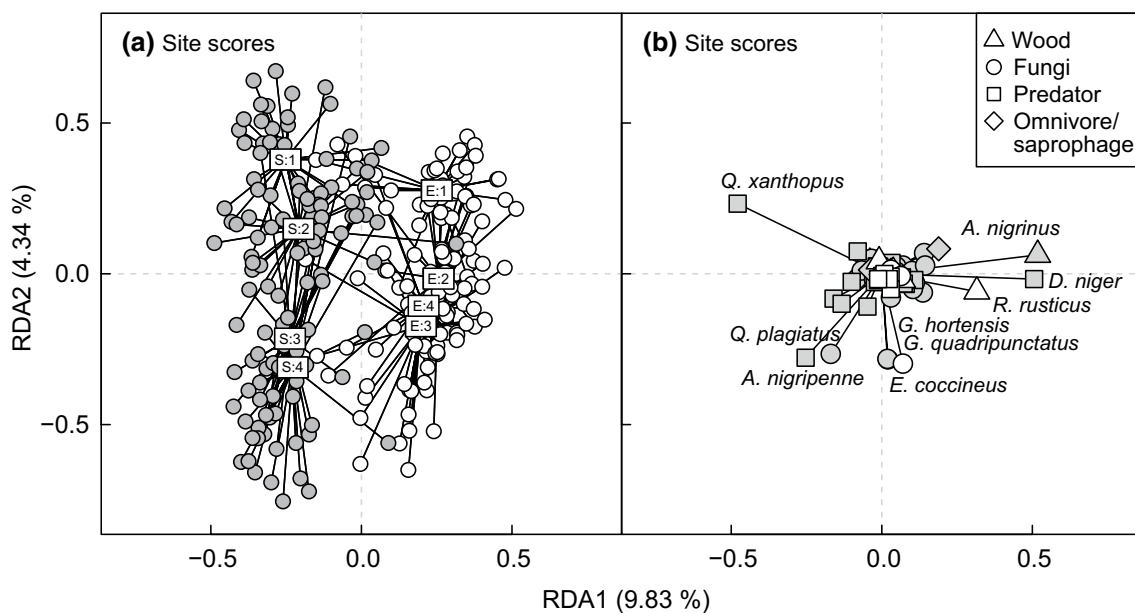 (a) Site scores
(b) Site scores
Wood
Fungi
Predator
Omnivore/
saprophage
0.5
0.0
−0.5
RDA2 (4.34 %)
S:1
S:2
S:3
S:4
E:1
E:2
E:4
E:3
Q. xanthopus
A. nigrinus
D. niger
R. rusticus
G. hortensis
G. quadripunctatus
Q. plagiatus
A. nigripenne
E. coccineus
−0.5 0.0 0.5
−0.5 0.0 0.5
RDA1 (9.83 %)